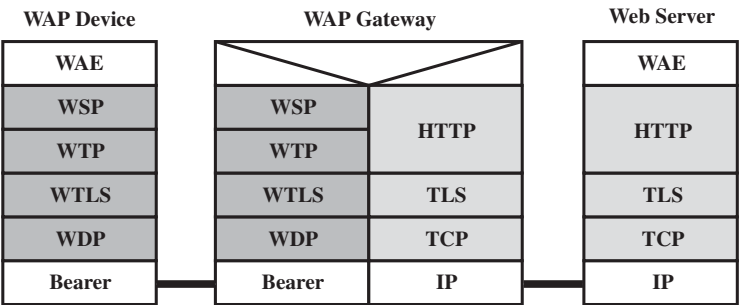 WAP Device
WAP Gateway
Web Server
WAE
WAE
WSP
WSP
HTTP
HTTP
WTP
WTP
WTLS
WTLS
TLS
TLS
WDP
WDP
TCP
TCP
Bearer
Bearer
IP
IP